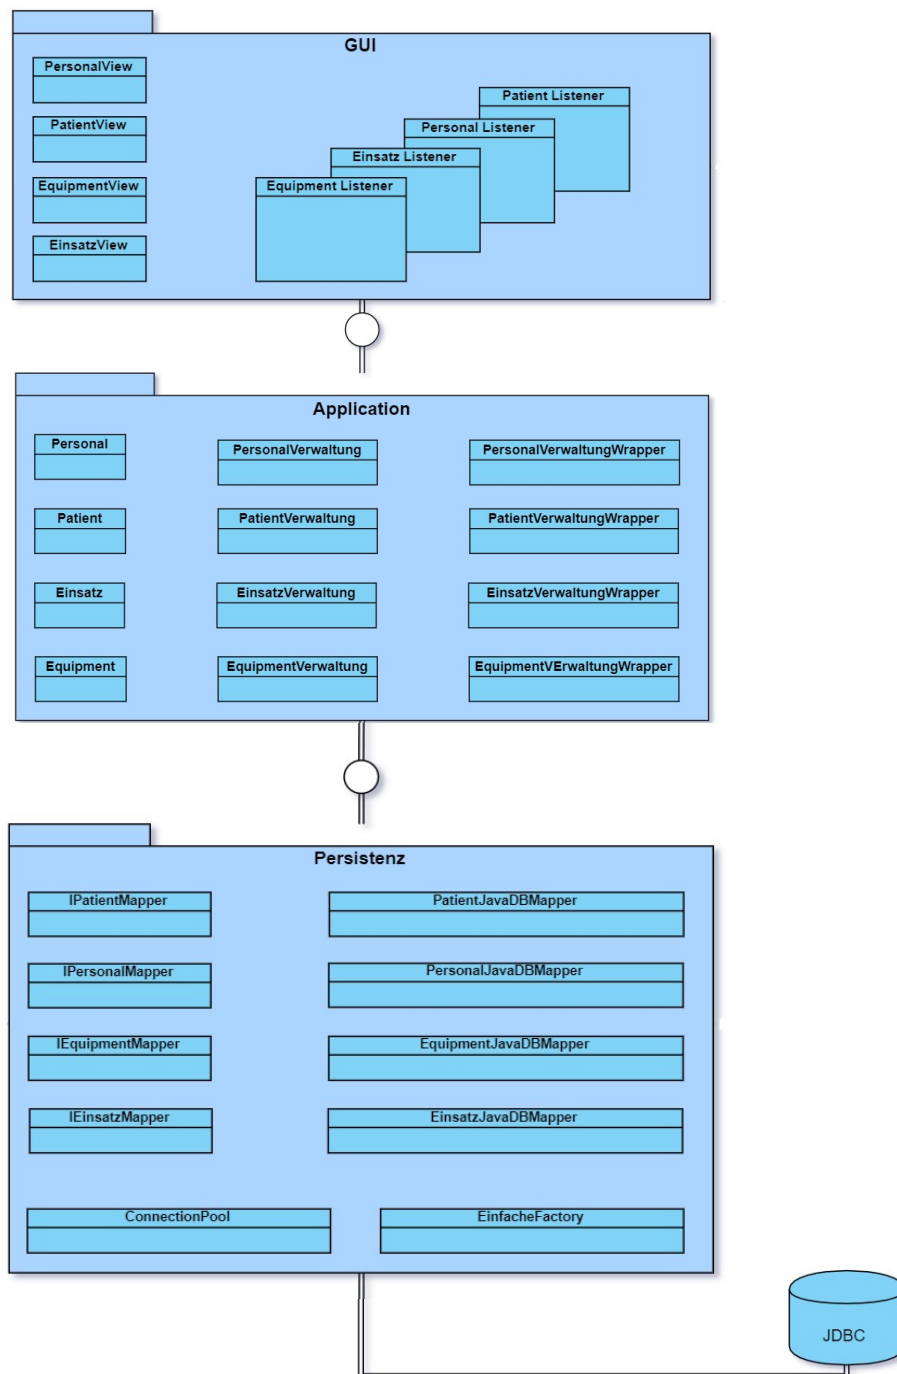 GUI
PersonalView
PatientView
EquipmentView
EinsatzView
Patient Listener
Personal Listener
Einsatz Listener
Equipment Listener
Application
Personal
PersonalVerwaltung
PersonalVerwaltungWrapper
Patient
PatientVerwaltung
PatientVerwaltungWrapper
Einsatz
EinsatzVerwaltung
EinsatzVerwaltungWrapper
Equipment
EquipmentVerwaltung
EquipmentVErwaltungWrapper
Persistenz
IPatientMapper
PatientJavaDBMapper
IPersonalMapper
PersonalJavaDBMapper
IEquipmentMapper
EquipmentJavaDBMapper
IEinsatzMapper
EinsatzJavaDBMapper
ConnectionPool
EinfacheFactory
JDBC